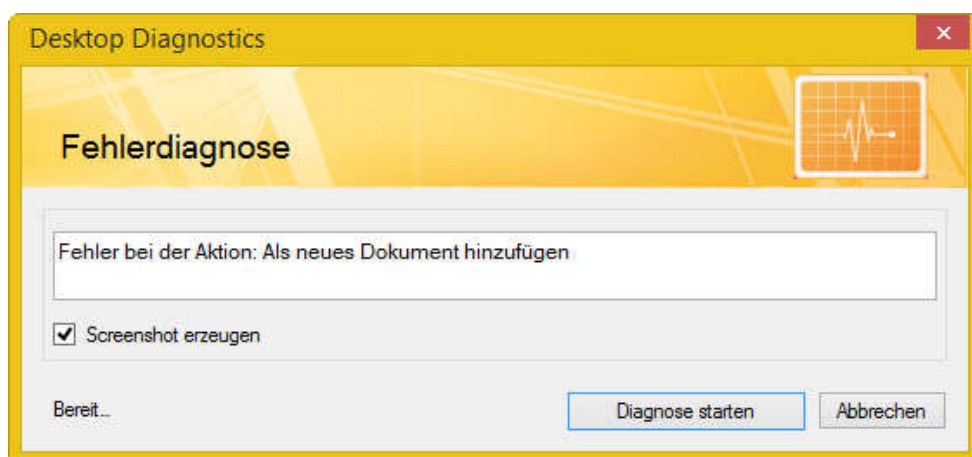 Desktop Diagnostics
Fehlerdiagnose
Fehler bei der Aktion: Als neues Dokument hinzufügen
Screenshot erzeugen
Bereit...
Diagnose starten
Abbrechen